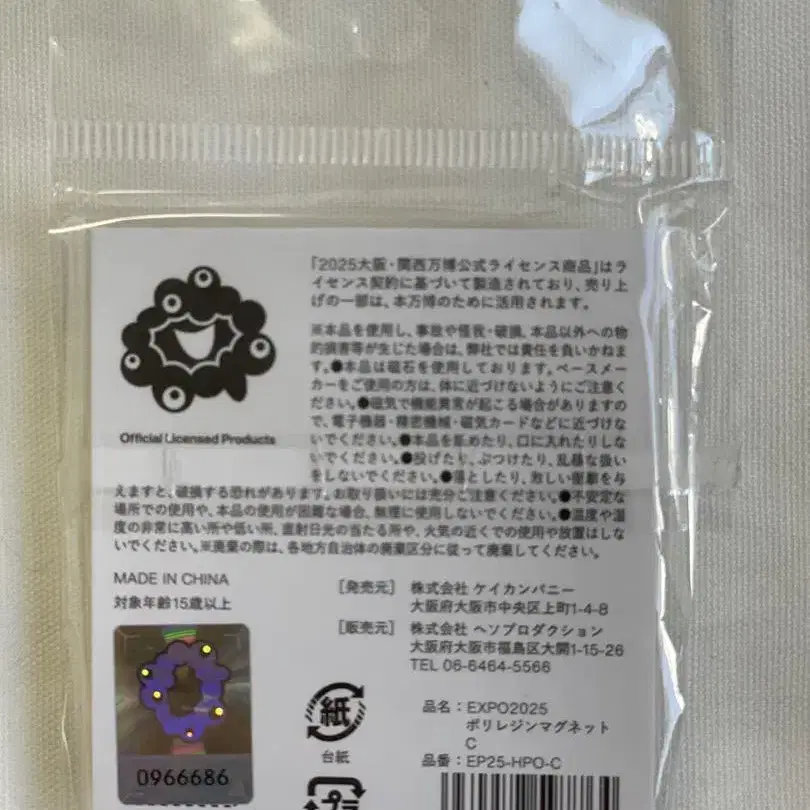 「2025大阪・関西万博公式ライセンス商品」はラ
イセンス契約に基づいて製造されており、売り上
げの一部は、本万博のために活用されます。
※本品を使用し、事故や怪我・破損、本品以外への物
的損害等が生じた場合は、弊社では責任を負いかねま
す。●本品は磁石を使用しております。ペースメー
カーをご使用の方は、体に近づけないようにご注意く
ださい。●磁気で機能異常が起こる場合がありますの
で、電子機器・精密機械・磁気カードなどに近づけな
いでください。●本品を舐めたり、口に入れたりしな
いでください。●投げたり、ぶつけたり、乱暴な扱い
をしないでください。●落としたり、激しい衝撃を与
えますと、破損する恐れがあります。お取り扱いには充分ご注意ください。●不安定な
場所での使用や、本品の使用が困難な場合、無理に使用しないでください。●温度や湿
度の非常に高い所や低い所、直射日光の当たる所や、火気の近くでの使用や放置はしな
いでください。※廃棄の際は、各地方自治体の廃棄区分に従って廃棄してください。
Official Licensed Products
MADE IN CHINA
対象年齢15歳以上
[発売元] 株式会社 ケイカンパニー
大阪府大阪市中央区上町1-4-8
[販売元] 株式会社 ヘソプロダクション
大阪府大阪市福島区大開1-15-26
TEL 06-6464-5566
0966686
紙
台紙
プラ
品名：EXPO2025
ポリレジンマグネット
C
品番：EP25-HPO-C